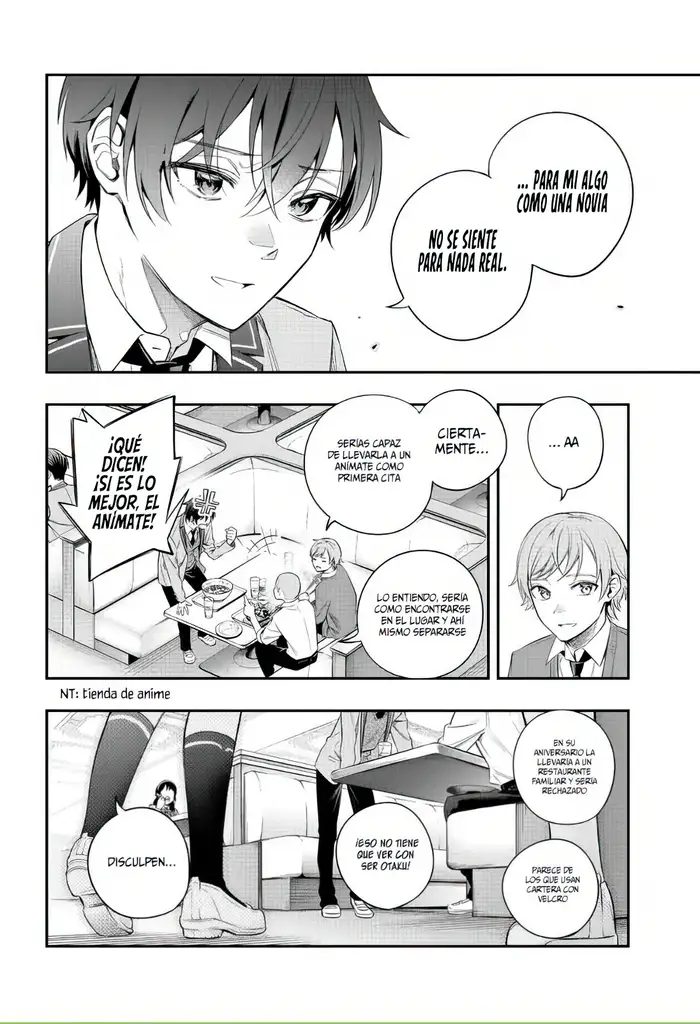 ... PARA MI ALGO
COMO UNA NOVIA
NO SE SIENTE
PARA NADA REAL.
... AA
CIERTA-
MENTE...
SERÍAS CAPAZ
DE LLEVARLA A
UN ANÍMATE COMO
PRIMERA CITA
LO ENTIENDO, SERÍA
COMO ENCONTRARSE
EN EL LUGAR Y AHÍ
MISMO SEPARARSE
¡QUÉ
DICEN!
¡SI ES LO
MEJOR, EL
ANÍMATE!
NT: tienda de anime
EN SU
ANIVERSARIO LA
LLEVARÍA A UN
RESTAURANTE
FAMILIAR Y SERÍA
RECHAZADO
PARECE DE
LOS QUE USAN
CARTERA CON
VELCRO
¡ESO NO TIENE
QUE VER CON
SER OTAKU!
DISCULPEN...